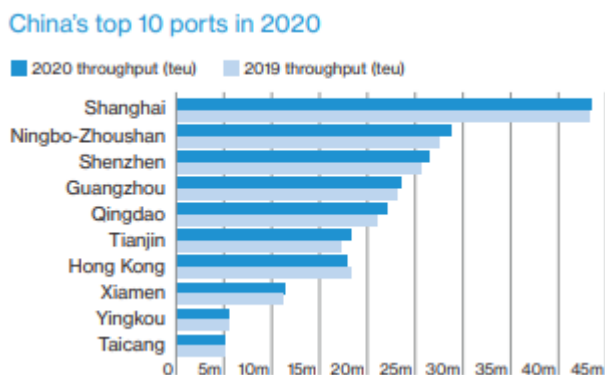 China's top 10 ports in 2020
2020 throughput (teu) 2019 throughput (teu)
Shanghai
Ningbo-Zhoushan
Shenzhen
Guangzhou
Qingdao
Tianjin
Hong Kong
Xiamen
Yingkou
Taicang
0 5m 10m 15m 20m 25m 30m 35m 40m 45m